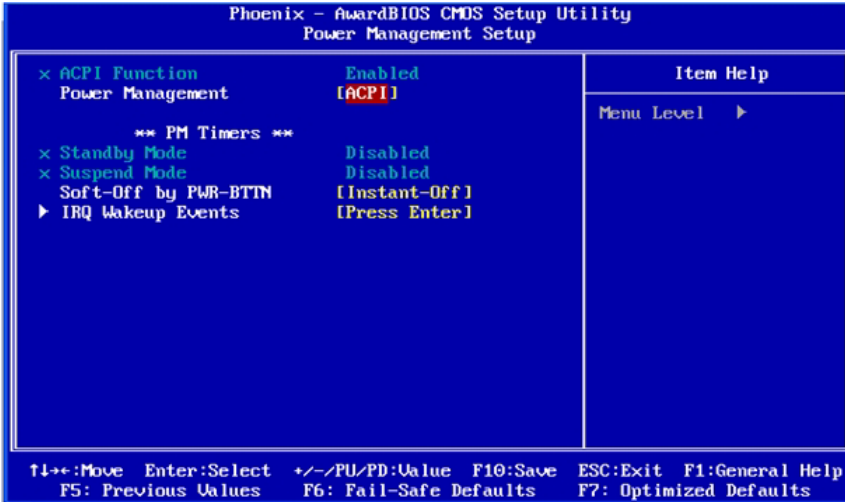 Phoenix - AwardBIOS CMOS Setup Utility
Power Management Setup
x ACPI Function Enabled
Power Management [ACPI]
** PM Timers **
x Standby Mode Disabled
x Suspend Mode Disabled
Soft-Off by PWR-BTTN [Instant-Off]
▶ IRQ Wakeup Events [Press Enter]
Item Help
Menu Level ▶
↑↓→←:Move Enter:Select +/-/PU/PD:Value F10:Save ESC:Exit F1:General Help
F5: Previous Values F6: Fail-Safe Defaults F7: Optimized Defaults